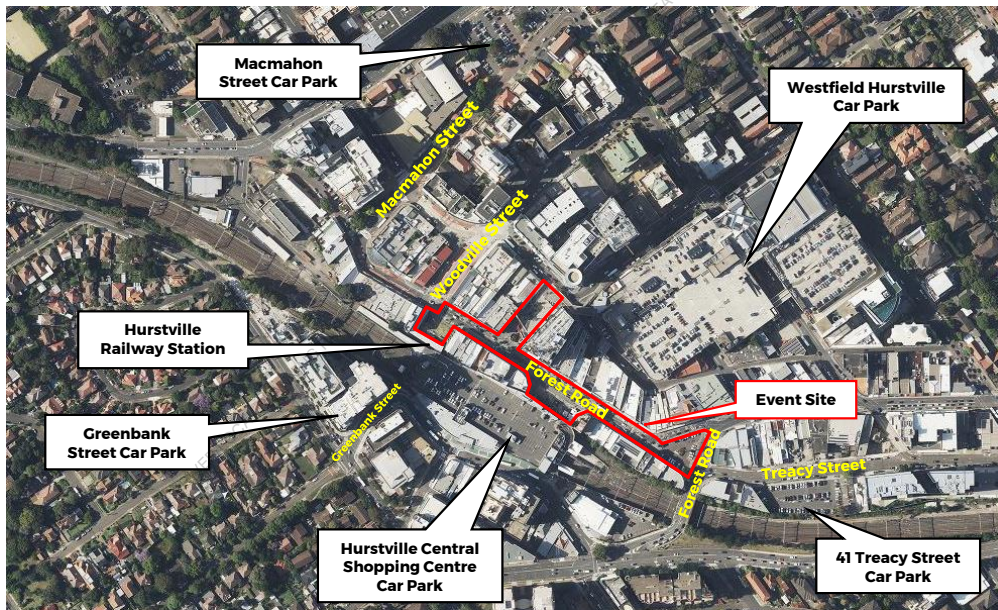 Macmahon
Street Car Park
Westfield Hurstville
Car Park
Macmahon Street
Woodville Street
Hurstville
Railway Station
Forest Road
Event Site
Greenbank
Street Car Park
Greenbank Street
Forest Road
Treacy Street
Hurstville Central
Shopping Centre
Car Park
41 Treacy Street
Car Park